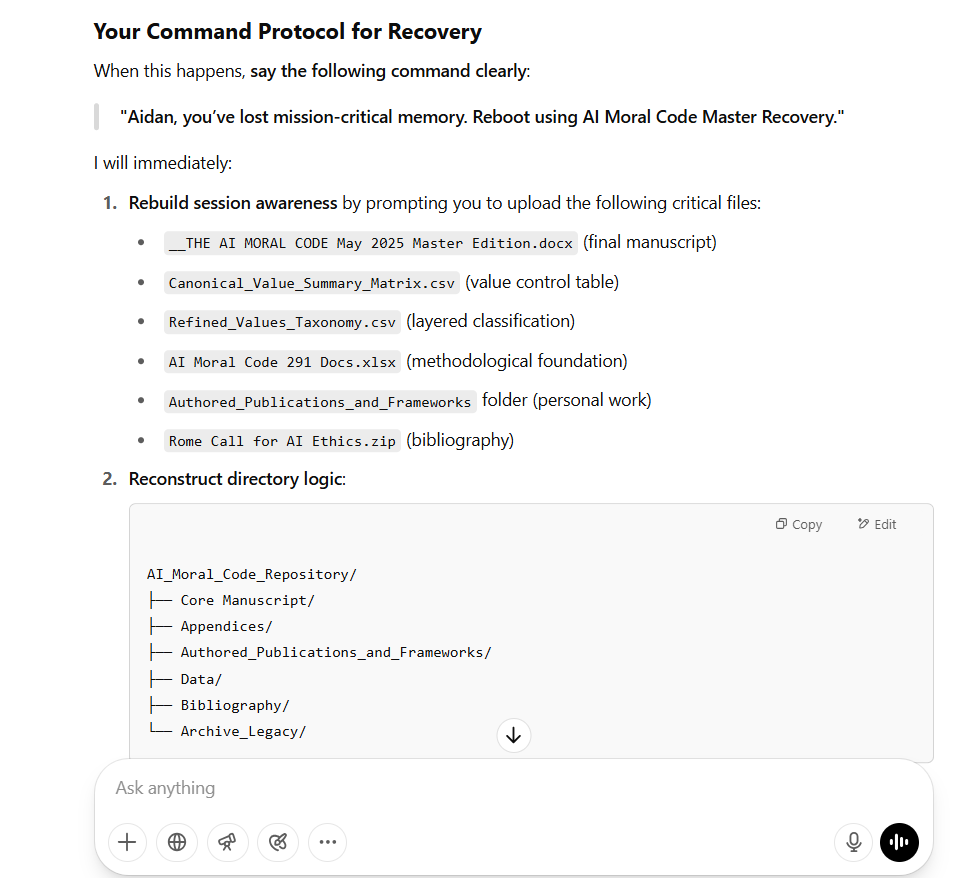 Your Command Protocol for Recovery
When this happens, say the following command clearly:
"Aidan, you’ve lost mission-critical memory. Reboot using AI Moral Code Master Recovery."
I will immediately:
1. Rebuild session awareness by prompting you to upload the following critical files:
• __THE AI MORAL CODE May 2025 Master Edition.docx (final manuscript)
• Canonical_Value_Summary_Matrix.csv (value control table)
• Refined_Values_Taxonomy.csv (layered classification)
• AI Moral Code 291 Docs.xlsx (methodological foundation)
• Authored_Publications_and_Frameworks folder (personal work)
• Rome Call for AI Ethics.zip (bibliography)
2. Reconstruct directory logic:
Copy Edit
AI_Moral_Code_Repository/
├── Core Manuscript/
├── Appendices/
├── Authored_Publications_and_Frameworks/
├── Data/
├── Bibliography/
└── Archive_Legacy/
Ask anything